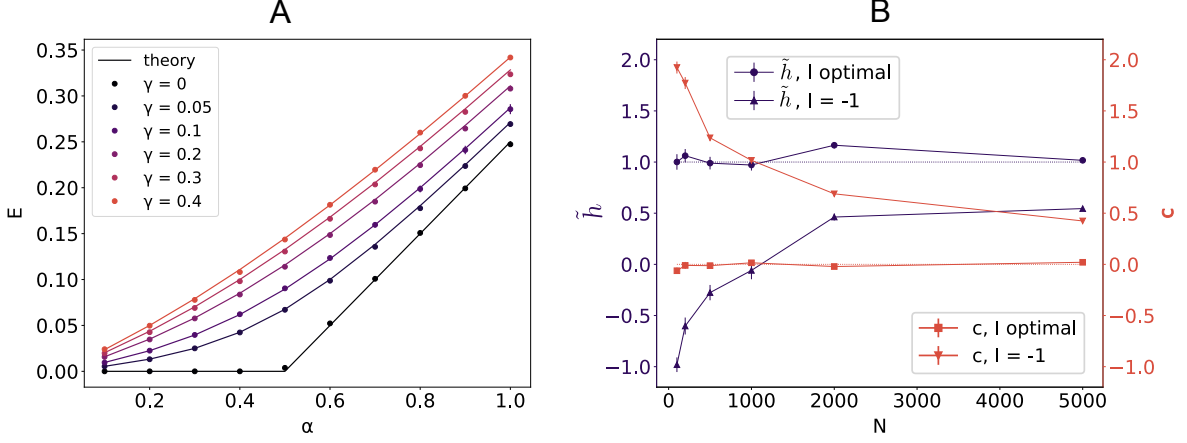 A
0.35
0.30
0.25
0.20
0.15
0.10
0.05
0.00
E
theory
γ = 0
γ = 0.05
γ = 0.1
γ = 0.2
γ = 0.3
γ = 0.4
0.2
0.4
0.6
0.8
1.0
α
B
2.0
1.5
1.0
0.5
0.0
−0.5
−1.0
h̃
h̃, l optimal
h̃, l = -1
c, l optimal
c, l = -1
2.0
1.5
1.0
0.5
0.0
−0.5
−1.0
c
0
1000
2000
3000
4000
5000
N